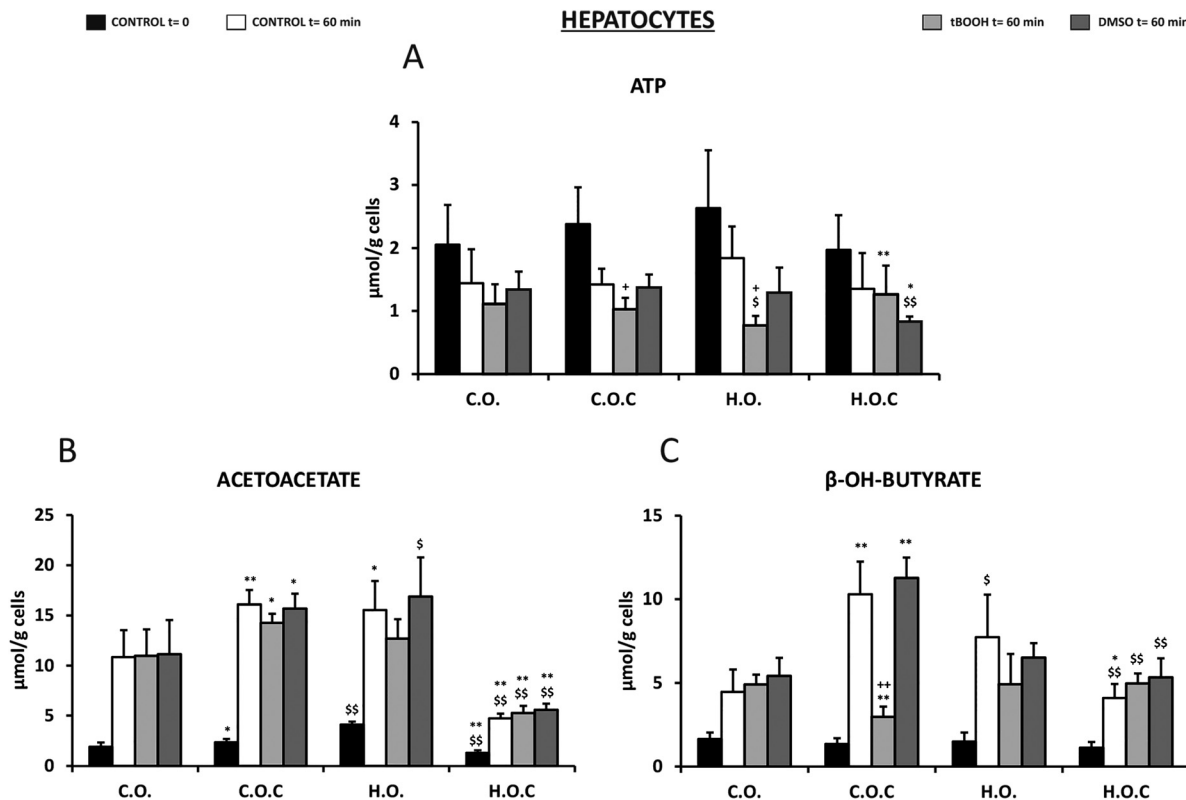 CONTROL t= 0
CONTROL t= 60 min
HEPATOCYTES
tBOOH t= 60 min
DMSO t= 60 min
A
ATP
µmol/g cells
4
3
2
1
0
+
+
$
**
*
$$
C.O.
C.O.C
H.O.
H.O.C
B
ACETOACETATE
µmol/g cells
25
20
15
10
5
0
*
**
*
*
$$
*
$
**
$$
**
$$
**
$$
**
$$
C.O.
C.O.C
H.O.
H.O.C
C
β-OH-BUTYRATE
µmol/g cells
15
10
5
0
**
++
**
**
$
*
$$
$$
$$
C.O.
C.O.C
H.O.
H.O.C